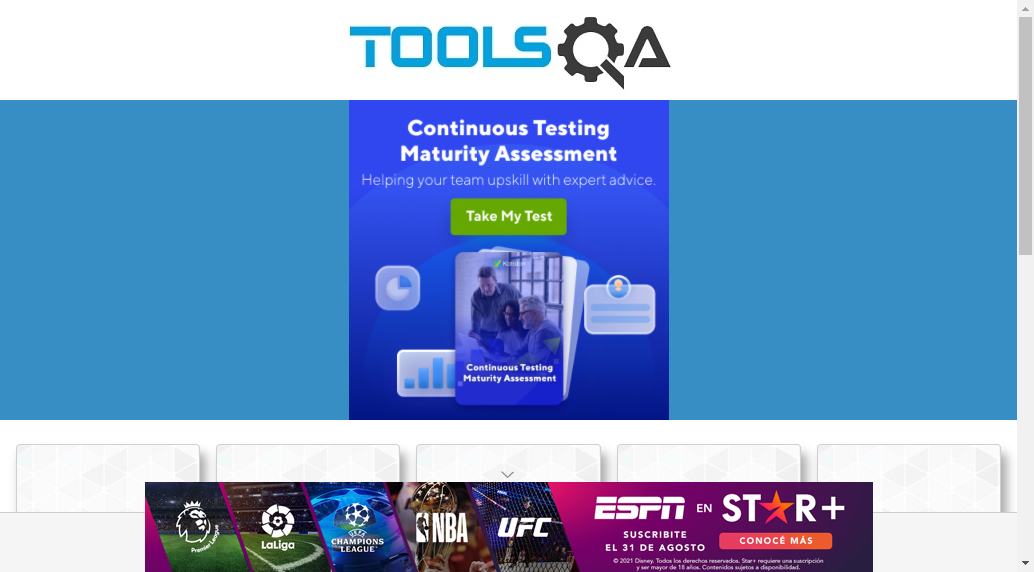 TOOLSQA
Continuous Testing
Maturity Assessment
Helping your team upskill with expert advice.
Take My Test
Katalon
Continuous Testing
Maturity Assessment
Premier League
LaLiga
CHAMPIONS
LEAGUE
NBA
UFC
ESPN EN STAR+
SUSCRIBITE
EL 31 DE AGOSTO
CONOCÉ MÁS
© 2021 Disney. Todos los derechos reservados. Star+ requiere una suscripción
y ser mayor de 18 años. Contenidos sujetos a disponibilidad.